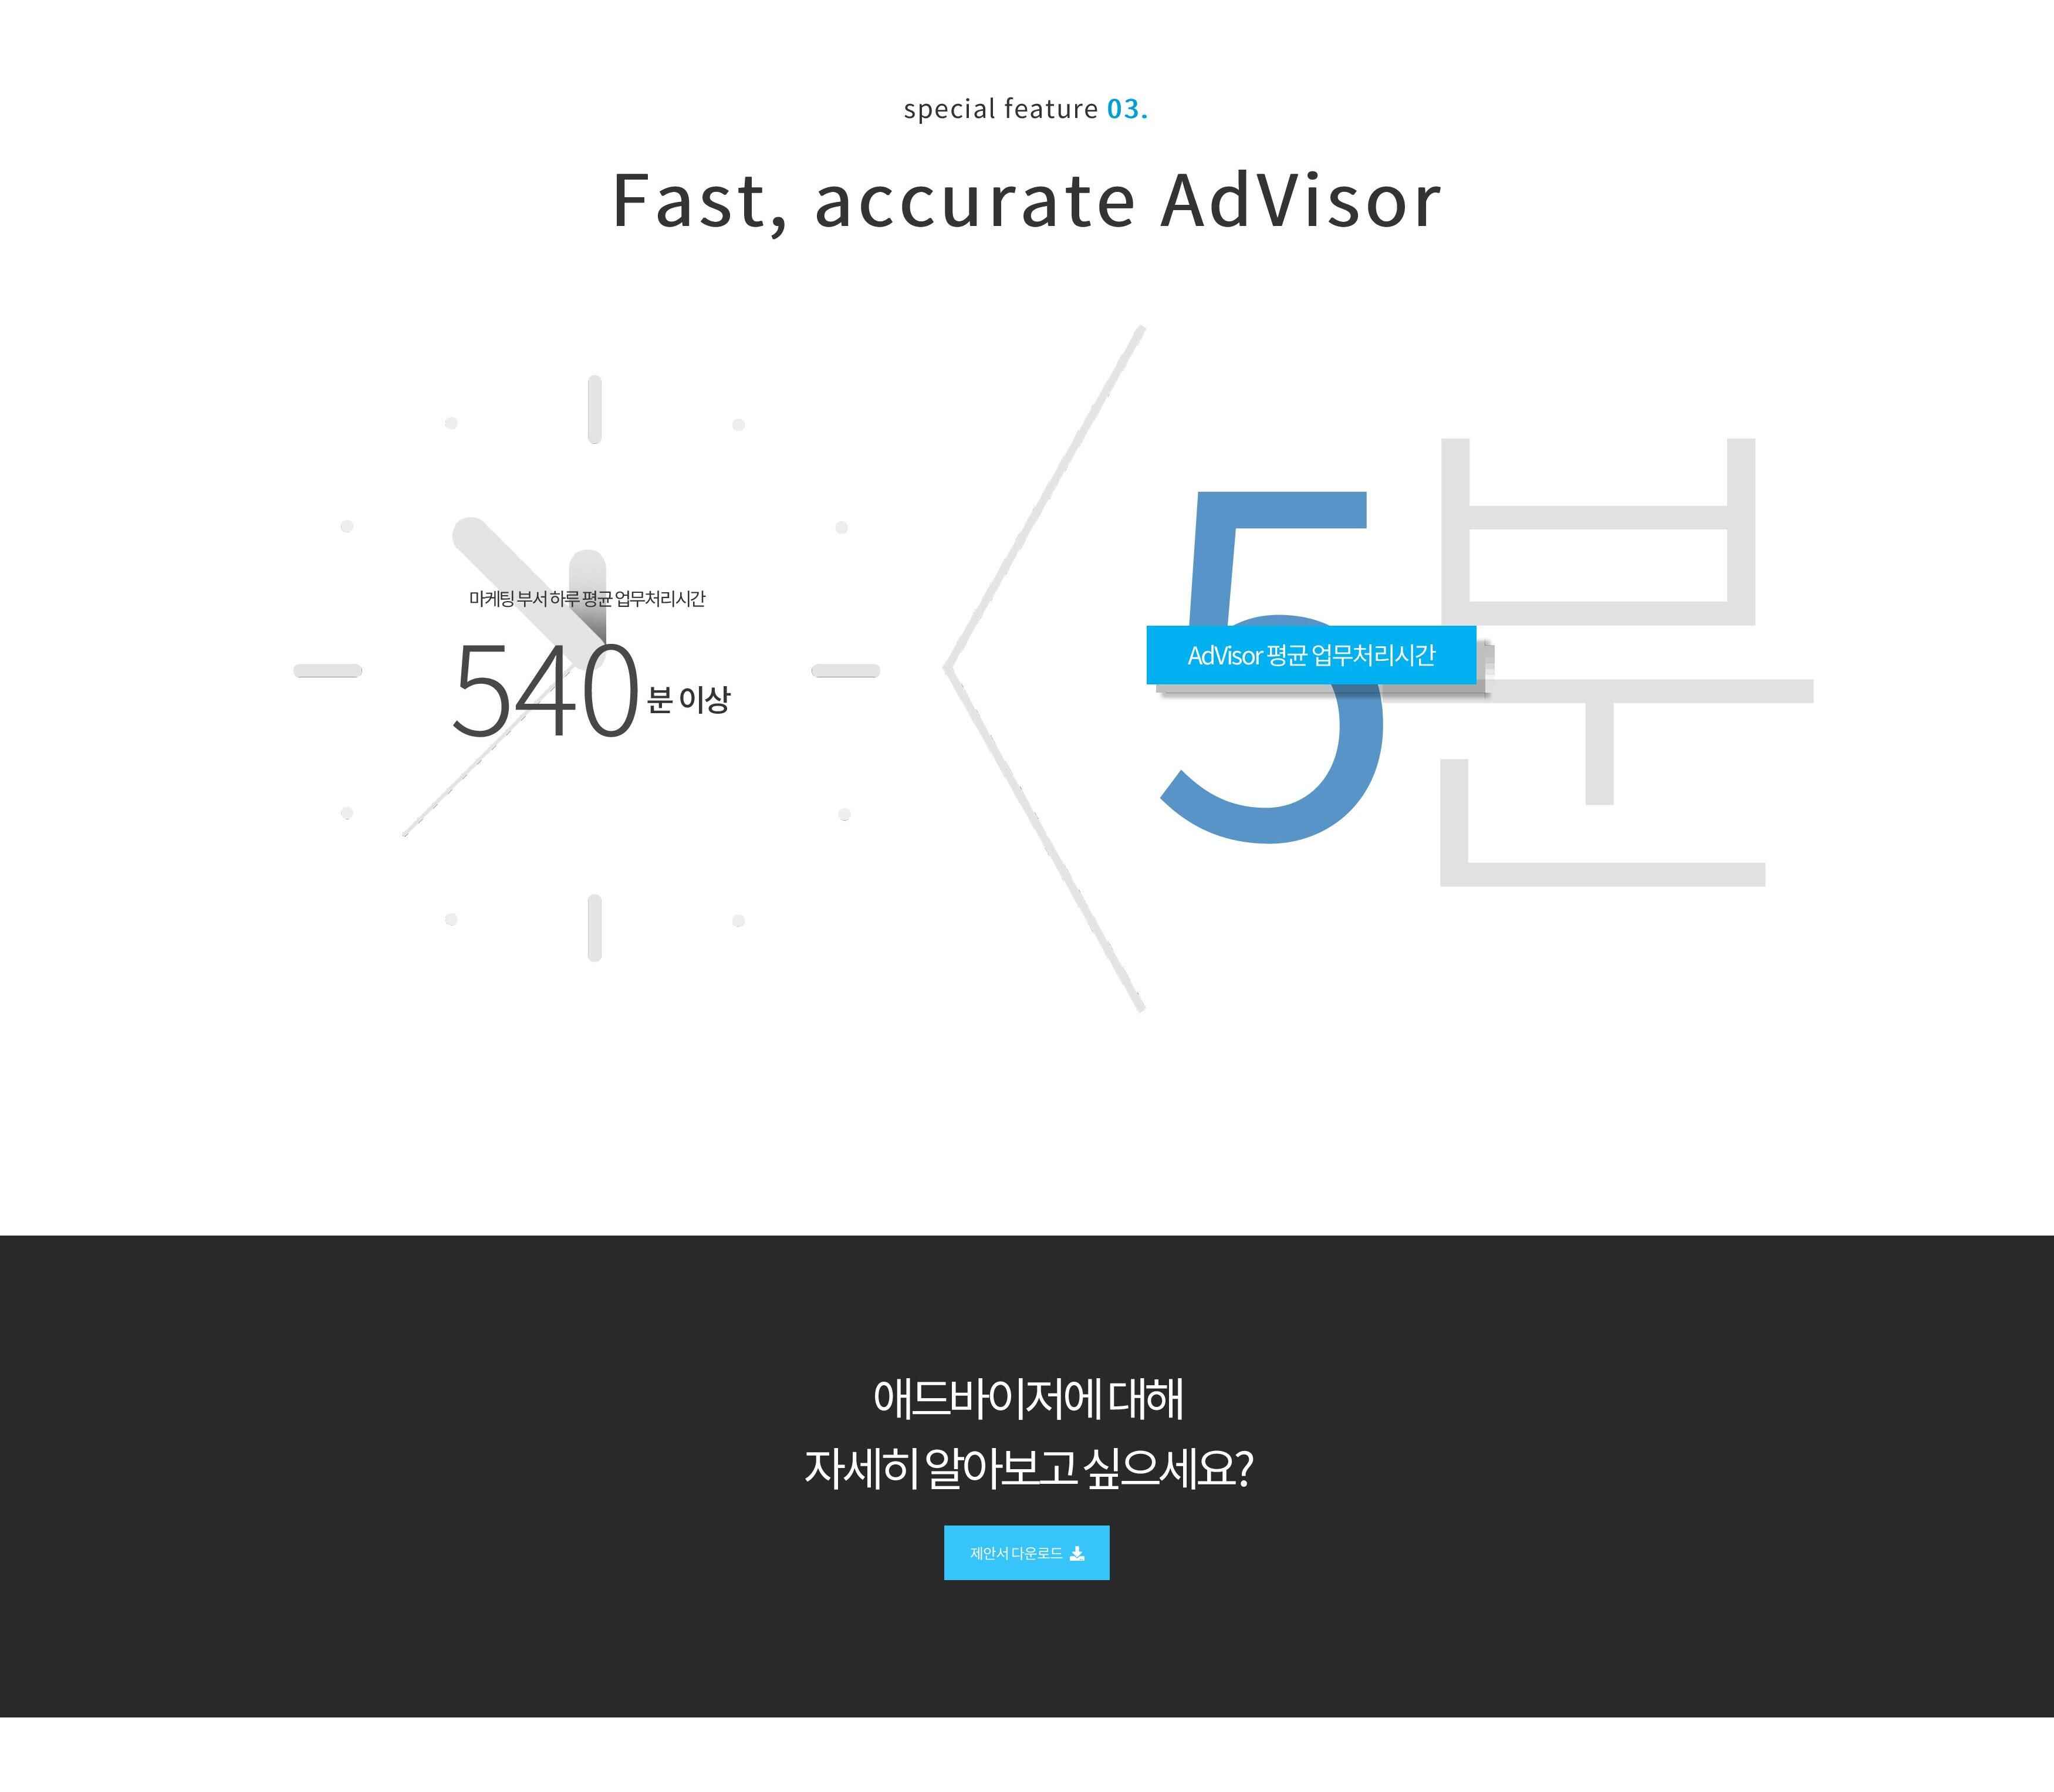 special feature 03.
Fast, accurate AdVisor
마케팅 부서 하루 평균 업무처리시간
540 분 이상
5분
AdVisor 평균 업무처리시간
애드바이저에 대해
자세히 알아보고 싶으세요?
제안서 다운로드